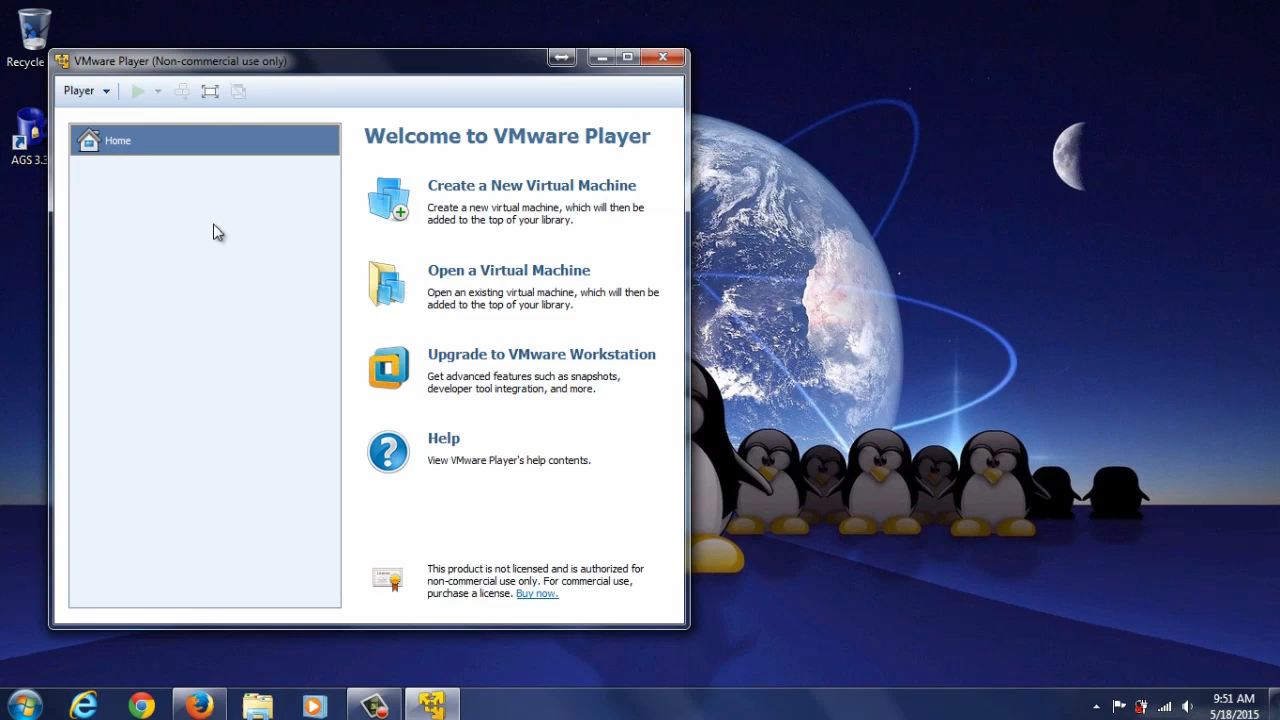 Recycle
VMware Player (Non-commercial use only)
Player
Home
Welcome to VMware Player
Create a New Virtual Machine
Create a new virtual machine, which will then be
added to the top of your library.
Open a Virtual Machine
Open an existing virtual machine, which will then be
added to the top of your library.
Upgrade to VMware Workstation
Get advanced features such as snapshots,
developer tool integration, and more.
Help
View VMware Player's help contents.
This product is not licensed and is authorized for
non-commercial use only. For commercial use,
purchase a license. Buy now.
AGS 3.3
9:51 AM
5/18/2015